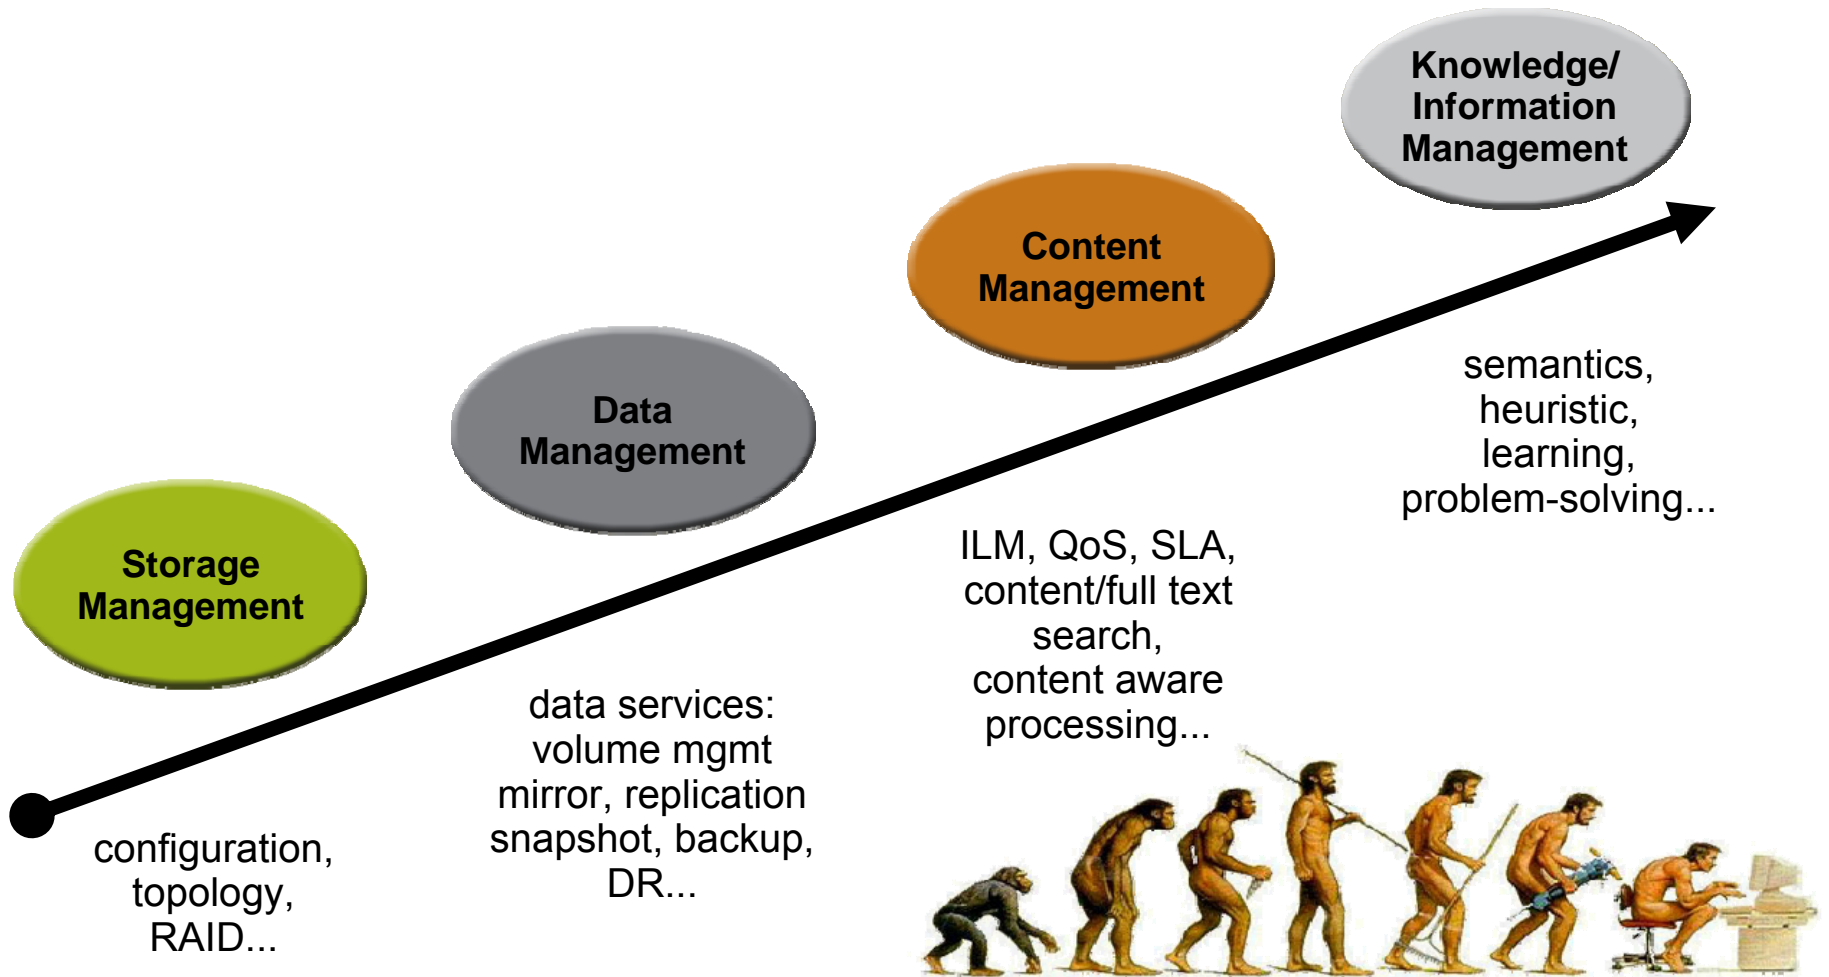 Knowledge/
Information
Management
Content
Management
Data
Management
Storage
Management
semantics,
heuristic,
learning,
problem-solving...
ILM, QoS, SLA,
content/full text
search,
content aware
processing...
data services:
volume mgmt
mirror, replication
snapshot, backup,
DR...
configuration,
topology,
RAID...